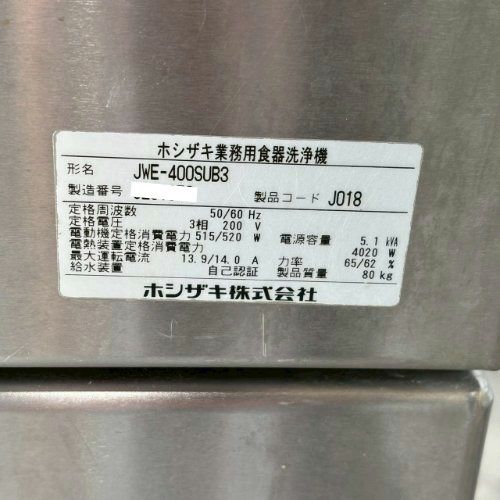 ホシザキ業務用食器洗浄機
形名 JWE-400SUB3
製造番号
製品コード J018
定格周波数 50/60 Hz
定格電圧 3相 200 V
電動機定格消費電力 515/520 W 電源容量 5.1 kVA
電熱装置定格消費電力 4020 W
最大運転電流 13.9/14.0 A 力率 65/62 %
給水装置 自己認証 製品質量 80 kg
ホシザキ株式会社